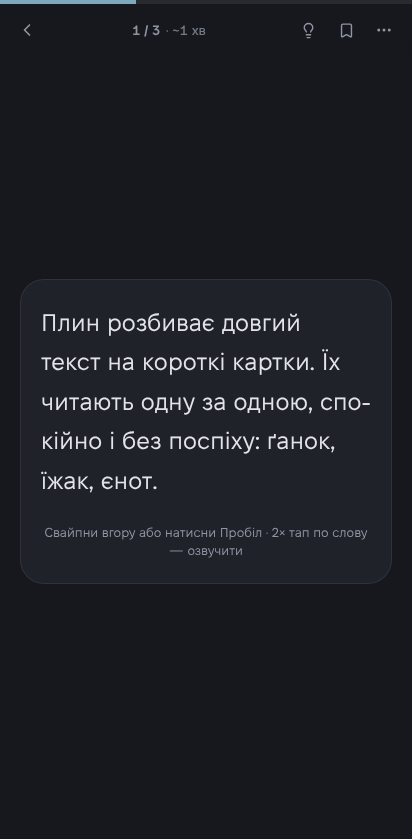 1 / 3 · ~1 хв
Плин розбиває довгий
текст на короткі картки. Їх
читають одну за одною, спо-
кійно і без поспіху: ґанок,
їжак, єнот.
Свайпни вгору або натисни Пробіл · 2× тап по слову
— озвучити